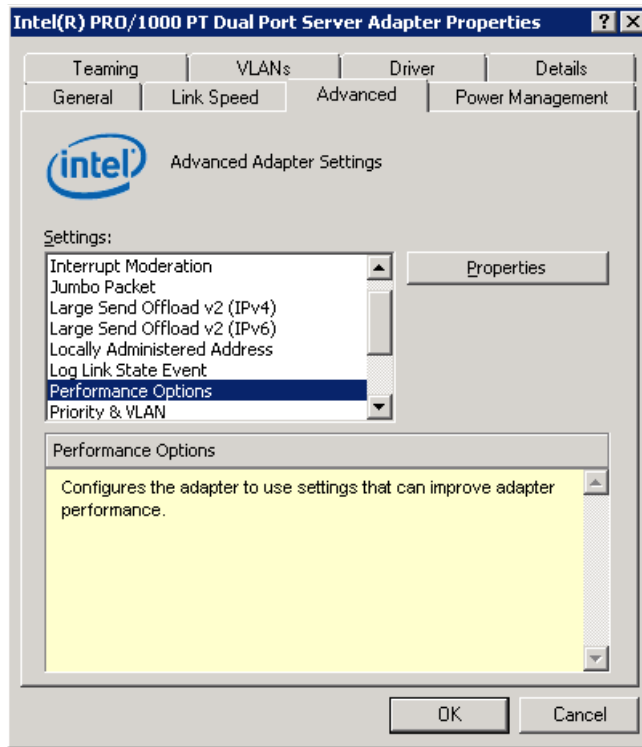 Intel(R) PRO/1000 PT Dual Port Server Adapter Properties
Teaming VLANs Driver Details
General Link Speed Advanced Power Management
intel
Advanced Adapter Settings
Settings:
Interrupt Moderation
Properties
Jumbo Packet
Large Send Offload v2 (IPv4)
Large Send Offload v2 (IPv6)
Locally Administered Address
Log Link State Event
Performance Options
Priority & VLAN
Performance Options
Configures the adapter to use settings that can improve adapter
performance.
OK Cancel